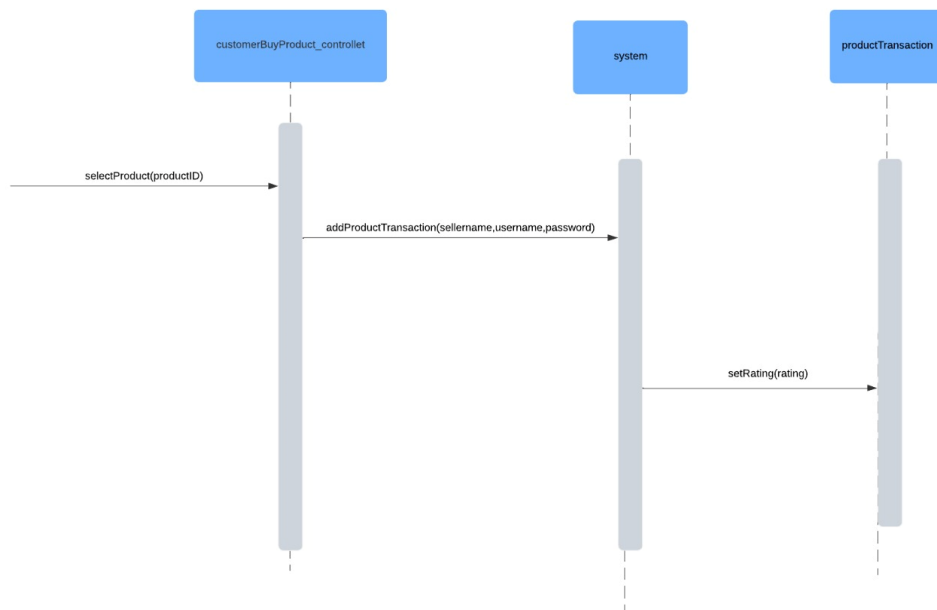 customerBuyProduct_controllet
system
productTransaction
selectProduct(productID)
addProductTransaction(sellername,username,password)
setRating(rating)